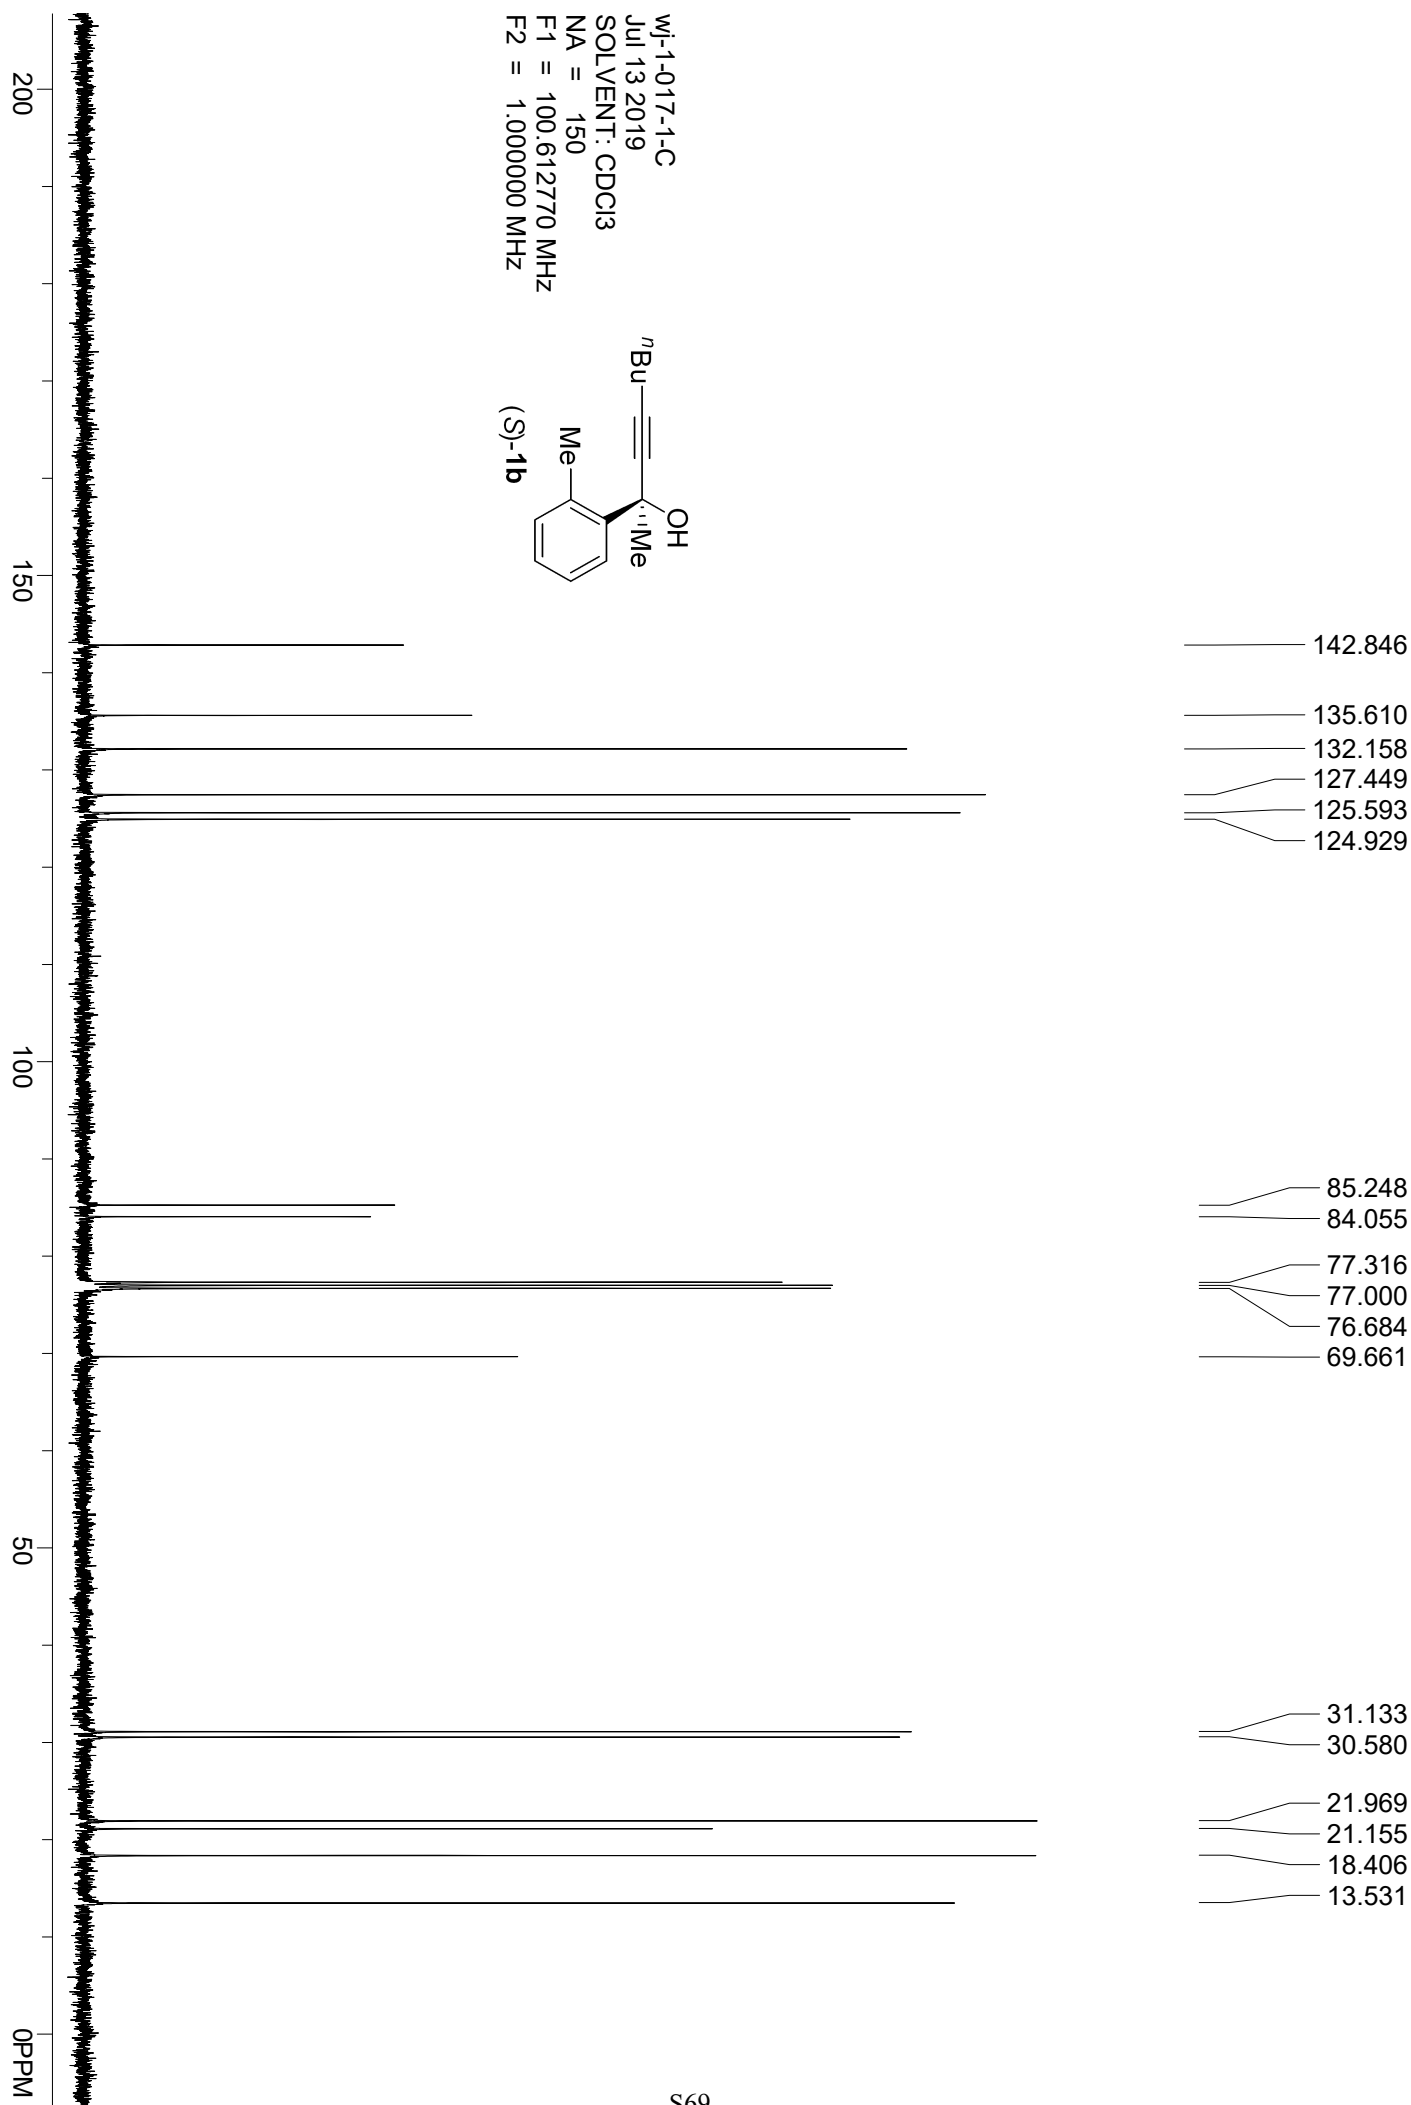 wj-1-017-1-C
Jul 13 2019
SOLVENT: CDCl3
NA = 150
F1 = 100.612770 MHz
F2 = 1.000000 MHz
OH
nBu
Me
Me
(S)-1b
142.846
135.610
132.158
127.449
125.593
124.929
85.248
84.055
77.316
77.000
76.684
69.661
31.133
30.580
21.969
21.155
18.406
13.531
200
150
100
50
0PPM
S69